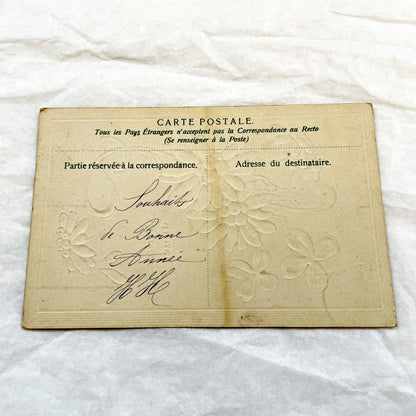 CARTE POSTALE.
Tous les Pays Étrangers n'acceptent pas la Correspondance au Recto
(Se renseigner à la Poste)
Partie réservée à la correspondance.
Adresse du destinataire.
Souhaits
de Bonne
Année
HH